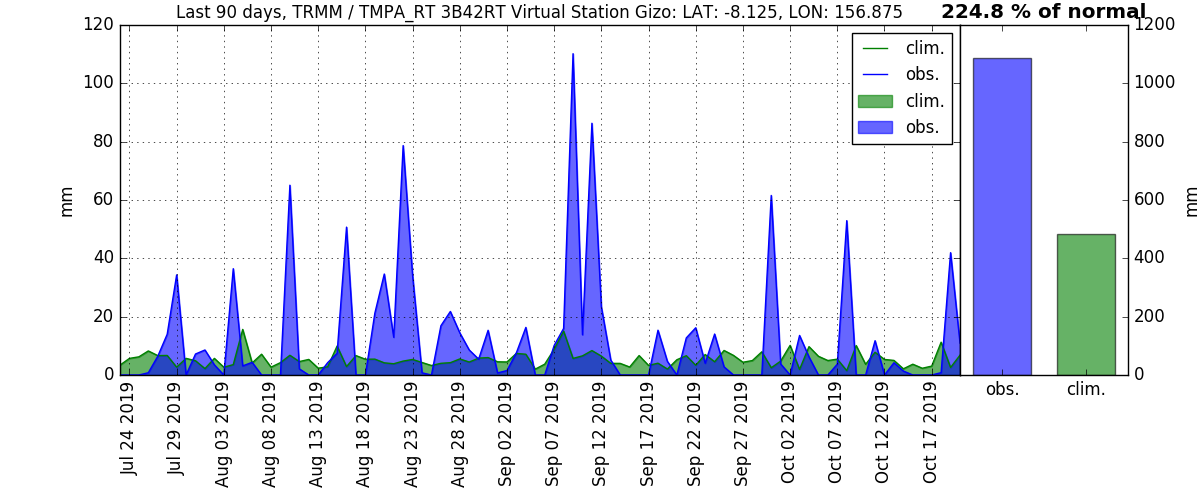 Last 90 days, TRMM / TMPA_RT 3B42RT Virtual Station Gizo: LAT: -8.125, LON: 156.875
224.8 % of normal
120
100
80
60
40
20
0
mm
clim.
obs.
clim.
obs.
1200
1000
800
600
400
200
0
mm
Jul 24 2019
Jul 29 2019
Aug 03 2019
Aug 08 2019
Aug 13 2019
Aug 18 2019
Aug 23 2019
Aug 28 2019
Sep 02 2019
Sep 07 2019
Sep 12 2019
Sep 17 2019
Sep 22 2019
Sep 27 2019
Oct 02 2019
Oct 07 2019
Oct 12 2019
Oct 17 2019
obs.
clim.